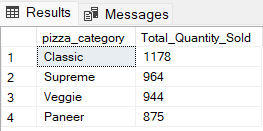 Results Messages
pizza_category Total_Quantity_Sold
1 Classic 1178
2 Supreme 964
3 Veggie 944
4 Paneer 875